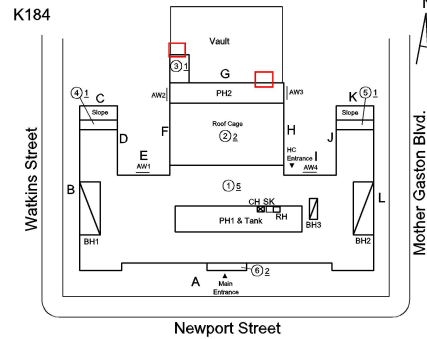 K184
N
Vault
③ 1
G
④ 1
C
Slope
AW2
PH2
AW3
K
⑤ 1
Slope
D
F
Roof Cage
② 2
H
J
E
AW1
HC
Entrance
I
AW4
Watkins Street
B
① 5
L
Mother Gaston Blvd.
CH SK
PH1 & Tank
RH
BH3
BH1
BH2
⑥ 2
A
Main
Entrance
Newport Street